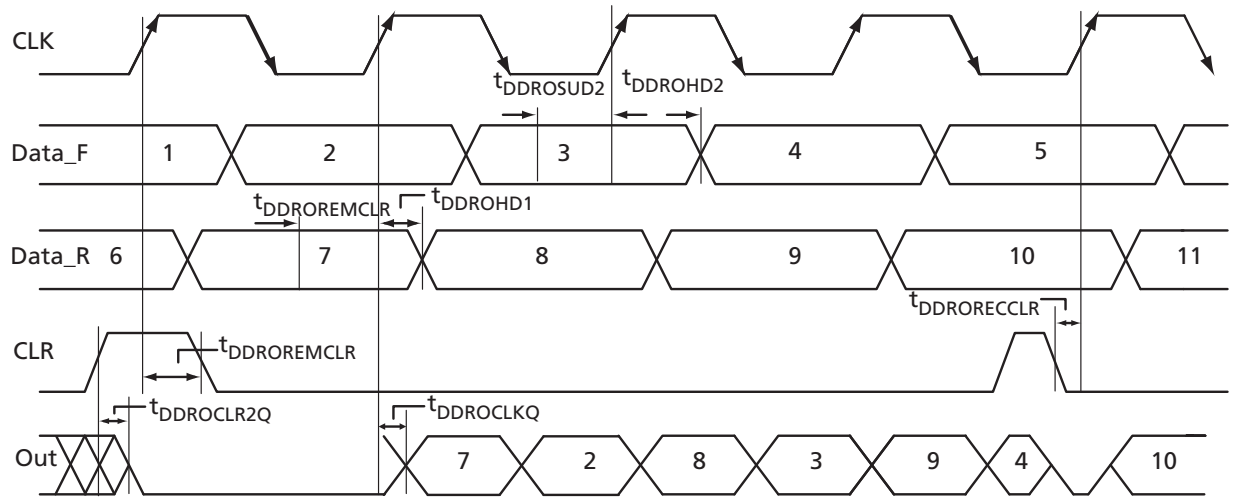 CLK
tDDROSUD2 tDDROHD2
Data_F 1 2 3 4 5
tDDROREMCLR tDDROHD1
Data_R 6 7 8 9 10 11
tDDRORECCLR
CLR tDDROREMCLR
tDDROCLR2Q tDDROCLKQ
Out 7 2 8 3 9 4 10